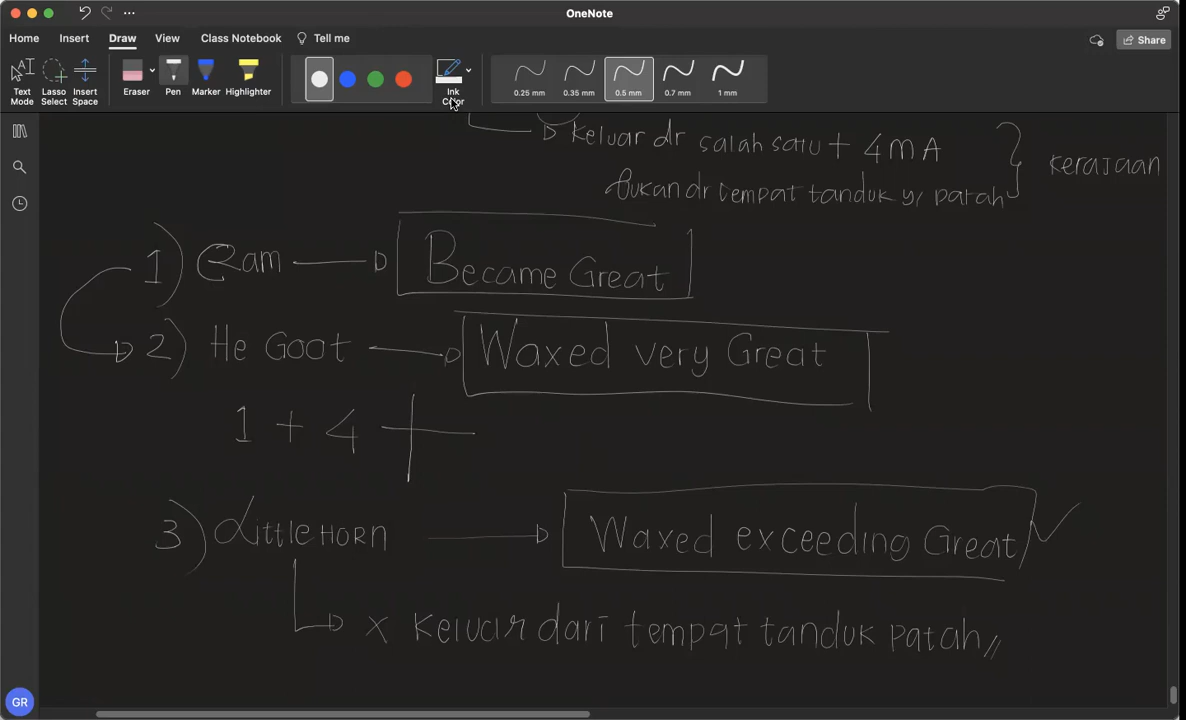 OneNote
Home Insert Draw View Class Notebook Tell me
Share
Text Mode
Lasso Select
Insert Space
Eraser
Pen
Marker
Highlighter
Ink Color
0.25 mm
0.35 mm
0.5 mm
0.7 mm
1 mm
keluar dr salah satu + 4 mA
bukan dr tempat tanduk yg patah
kerajaan
1) Ram Became Great
2) He Goat Waxed very Great
1 + 4 +
3) Little HORN Waxed exceeding Great
x keluar dari tempat tanduk patah
GR